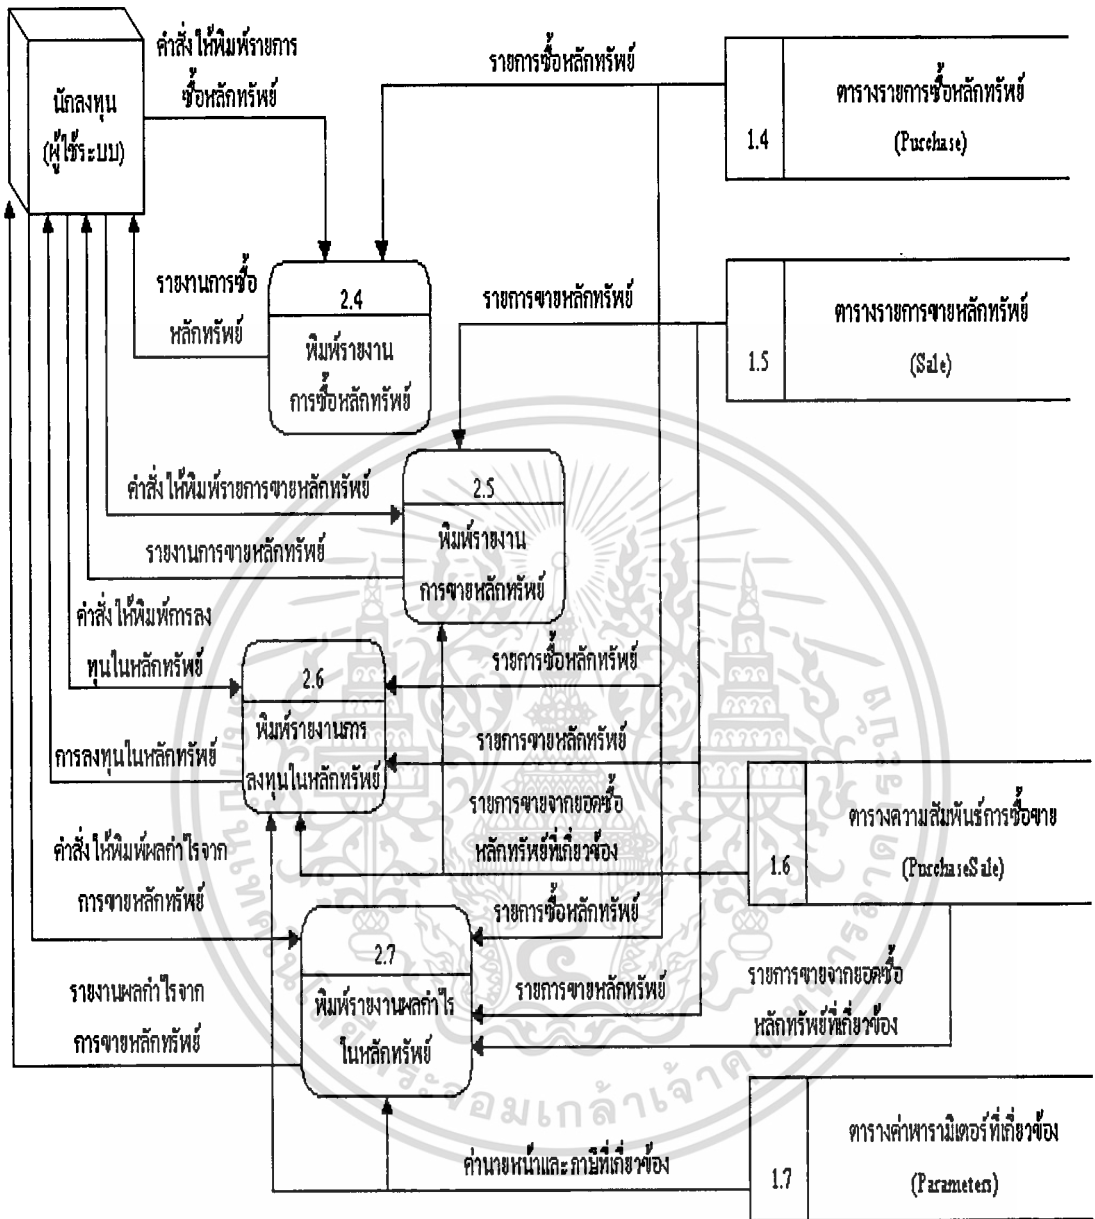 คำสั่งให้พิมพ์รายการ
ซื้อหลักทรัพย์
นักลงทุน
(ผู้ใช้ระบบ)
รายการซื้อหลักทรัพย์
1.4
ตารางรายการซื้อหลักทรัพย์
(Purchase)
รายงานการซื้อ
หลักทรัพย์
2.4
พิมพ์รายงาน
การซื้อหลักทรัพย์
รายการขายหลักทรัพย์
1.5
ตารางรายการขายหลักทรัพย์
(Sale)
คำสั่งให้พิมพ์รายการขายหลักทรัพย์
รายงานการขายหลักทรัพย์
2.5
พิมพ์รายงาน
การขายหลักทรัพย์
คำสั่งให้พิมพ์การลง
ทุนในหลักทรัพย์
การลงทุนในหลักทรัพย์
2.6
พิมพ์รายงานการ
ลงทุนในหลักทรัพย์
รายการซื้อหลักทรัพย์
รายการขายหลักทรัพย์
รายการขายจากยอดซื้อ
หลักทรัพย์ที่เกี่ยวข้อง
1.6
ตารางความสัมพันธ์การซื้อขาย
(PurchaseSale)
คำสั่งให้พิมพ์ผลกำไรจาก
การขายหลักทรัพย์
รายงานผลกำไรจาก
การขายหลักทรัพย์
2.7
พิมพ์รายงานผลกำไร
ในหลักทรัพย์
รายการซื้อหลักทรัพย์
รายการขายหลักทรัพย์
รายการขายจากยอดซื้อ
หลักทรัพย์ที่เกี่ยวข้อง
ค่านายหน้าและภาษีที่เกี่ยวข้อง
1.7
ตารางค่าพารามิเตอร์ที่เกี่ยวข้อง
(Parameters)